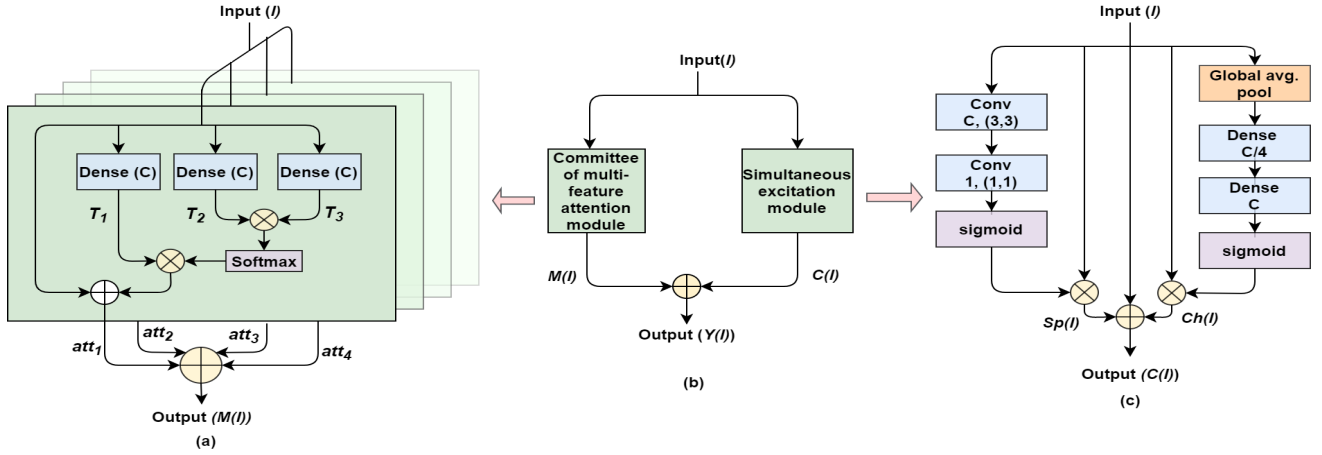 Input (I)
Dense (C)
Dense (C)
Dense (C)
T1
T2
T3
Softmax
att1
att2
att3
att4
Output (M(I))
(a)
Input(I)
Committee
of multi-
feature
attention
module
Simultaneous
excitation
module
M(I)
C(I)
Output (Y(I))
(b)
Input (I)
Conv
C, (3,3)
Conv
1, (1,1)
sigmoid
Global avg.
pool
Dense
C/4
Dense
C
sigmoid
Sp(I)
Ch(I)
Output (C(I))
(c)